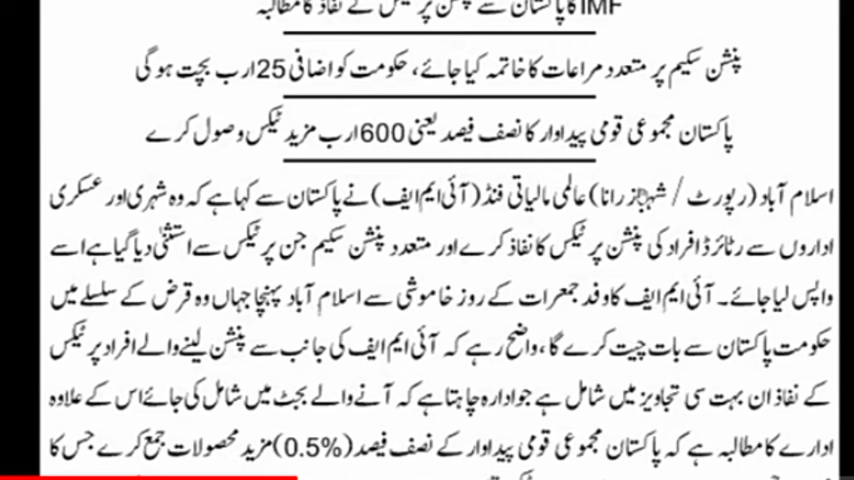 IMF کا پاکستان سے پنشن پر ٹیکس کے نفاذ کا مطالبہ
پنشن سکیم پر متعدد مراعات کا خاتمہ کیا جائے، حکومت کو اضافی 25 ارب بچت ہوگی
پاکستان مجموعی قومی پیداوار کا نصف فیصد یعنی 600 ارب مزید ٹیکس وصول کرے
اسلام آباد (رپورٹ / شہباز رانا) عالمی مالیاتی فنڈ (آئی ایم ایف) نے پاکستان سے کہا ہے کہ وہ شہری اور عسکری
اداروں سے ریٹائرڈ افراد کی پنشن پر ٹیکس کا نفاذ کرے اور متعدد پنشن سکیم جن پر ٹیکس سے استثنیٰ دیا گیا ہے اسے
واپس لیا جائے۔ آئی ایم ایف کا وفد جمعرات کے روز خاموشی سے اسلام آباد پہنچا جہاں وہ قرض کے سلسلے میں
حکومت پاکستان سے بات چیت کرے گا، واضح رہے کہ آئی ایم ایف کی جانب سے پنشن لینے والے افراد پر ٹیکس
کے نفاذ ان بہت سی تجاویز میں شامل ہے جو ادارہ چاہتا ہے کہ آنے والے بجٹ میں شامل کی جائے اس کے علاوہ
ادارے کا مطالبہ ہے کہ پاکستان مجموعی قومی پیداوار کے نصف فیصد (0.5%) مزید محصولات جمع کرے جس کا